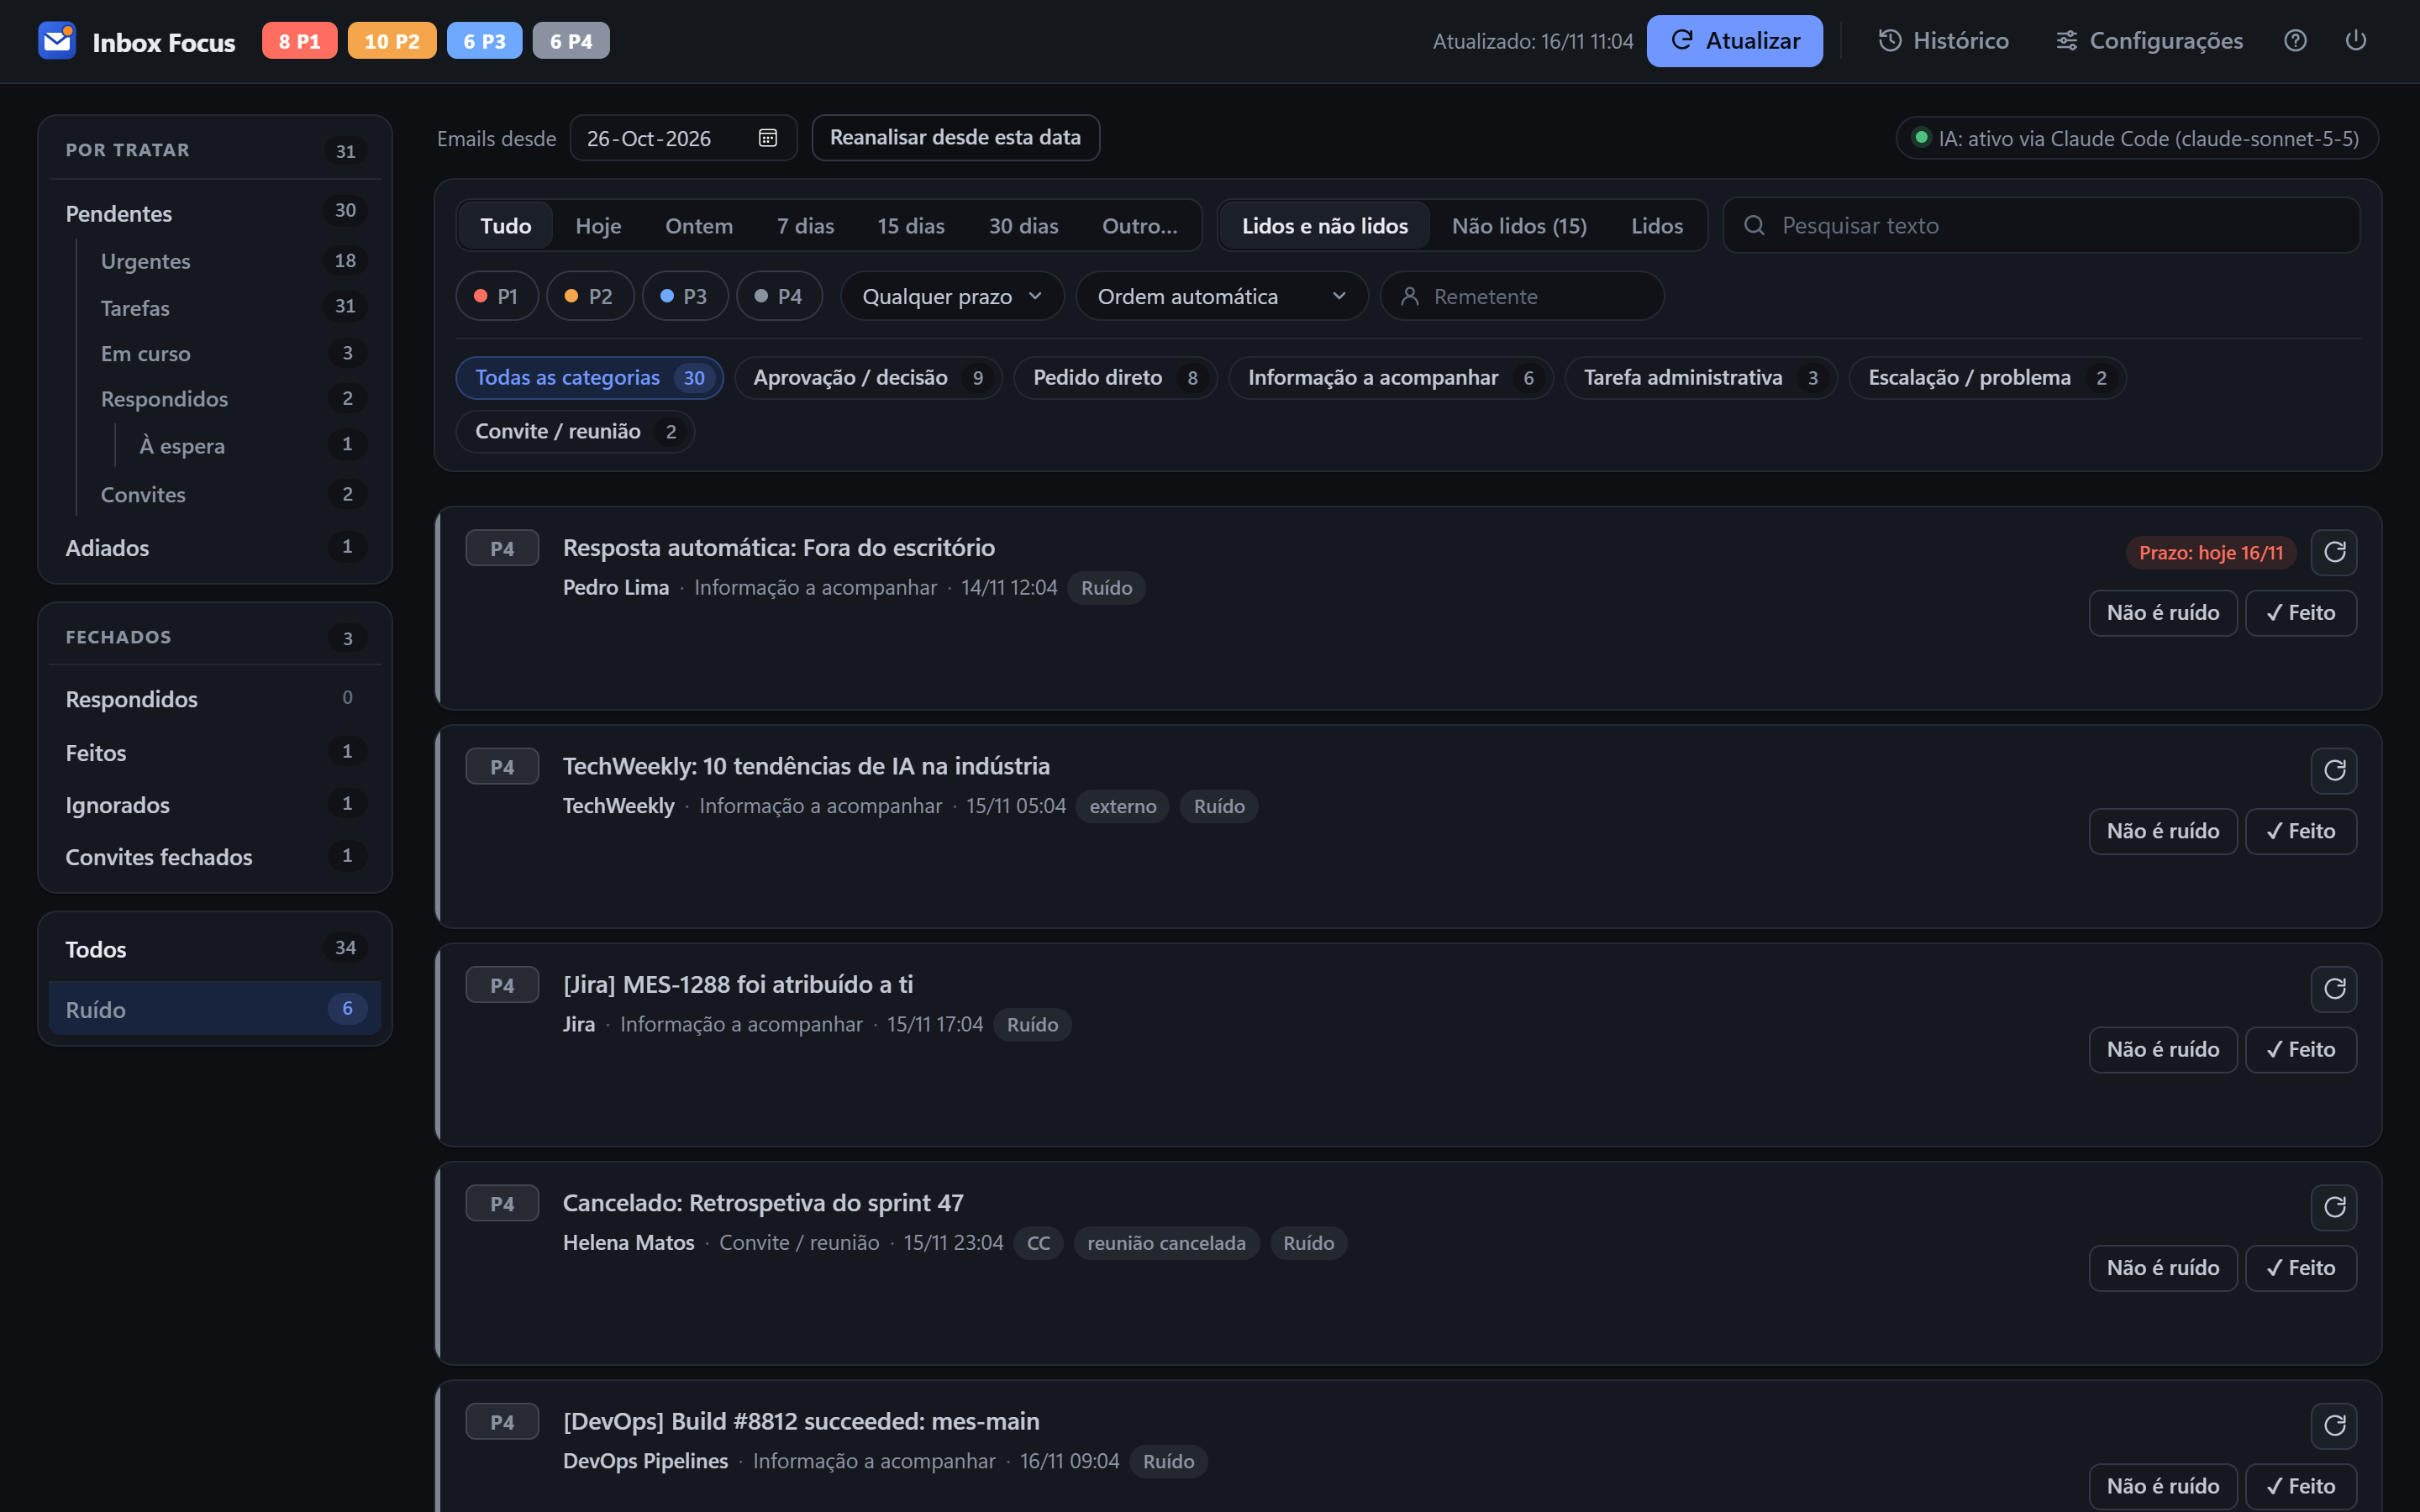 Inbox Focus 8 P1 10 P2 6 P3 6 P4 Atualizado: 16/11 11:04 Atualizar Histórico Configurações
POR TRATAR 31
Pendentes 30
Urgentes 18
Tarefas 31
Em curso 3
Respondidos 2
À espera 1
Convites 2
Adiados 1
FECHADOS 3
Respondidos 0
Feitos 1
Ignorados 1
Convites fechados 1
Todos 34
Ruído 6
Emails desde 26-Oct-2026 Reanalisar desde esta data IA: ativo via Claude Code (claude-sonnet-5-5)
Tudo Hoje Ontem 7 dias 15 dias 30 dias Outro... Lidos e não lidos Não lidos (15) Lidos Pesquisar texto
P1 P2 P3 P4 Qualquer prazo Ordem automática Remetente
Todas as categorias 30 Aprovação / decisão 9 Pedido direto 8 Informação a acompanhar 6 Tarefa administrativa 3 Escalação / problema 2
Convite / reunião 2
P4 Resposta automática: Fora do escritório Prazo: hoje 16/11
Pedro Lima · Informação a acompanhar · 14/11 12:04 Ruído
Não é ruído ✓ Feito
P4 TechWeekly: 10 tendências de IA na indústria
TechWeekly · Informação a acompanhar · 15/11 05:04 externo Ruído
Não é ruído ✓ Feito
P4 [Jira] MES-1288 foi atribuído a ti
Jira · Informação a acompanhar · 15/11 17:04 Ruído
Não é ruído ✓ Feito
P4 Cancelado: Retrospetiva do sprint 47
Helena Matos · Convite / reunião · 15/11 23:04 CC reunião cancelada Ruído
Não é ruído ✓ Feito
P4 [DevOps] Build #8812 succeeded: mes-main
DevOps Pipelines · Informação a acompanhar · 16/11 09:04 Ruído
Não é ruído ✓ Feito